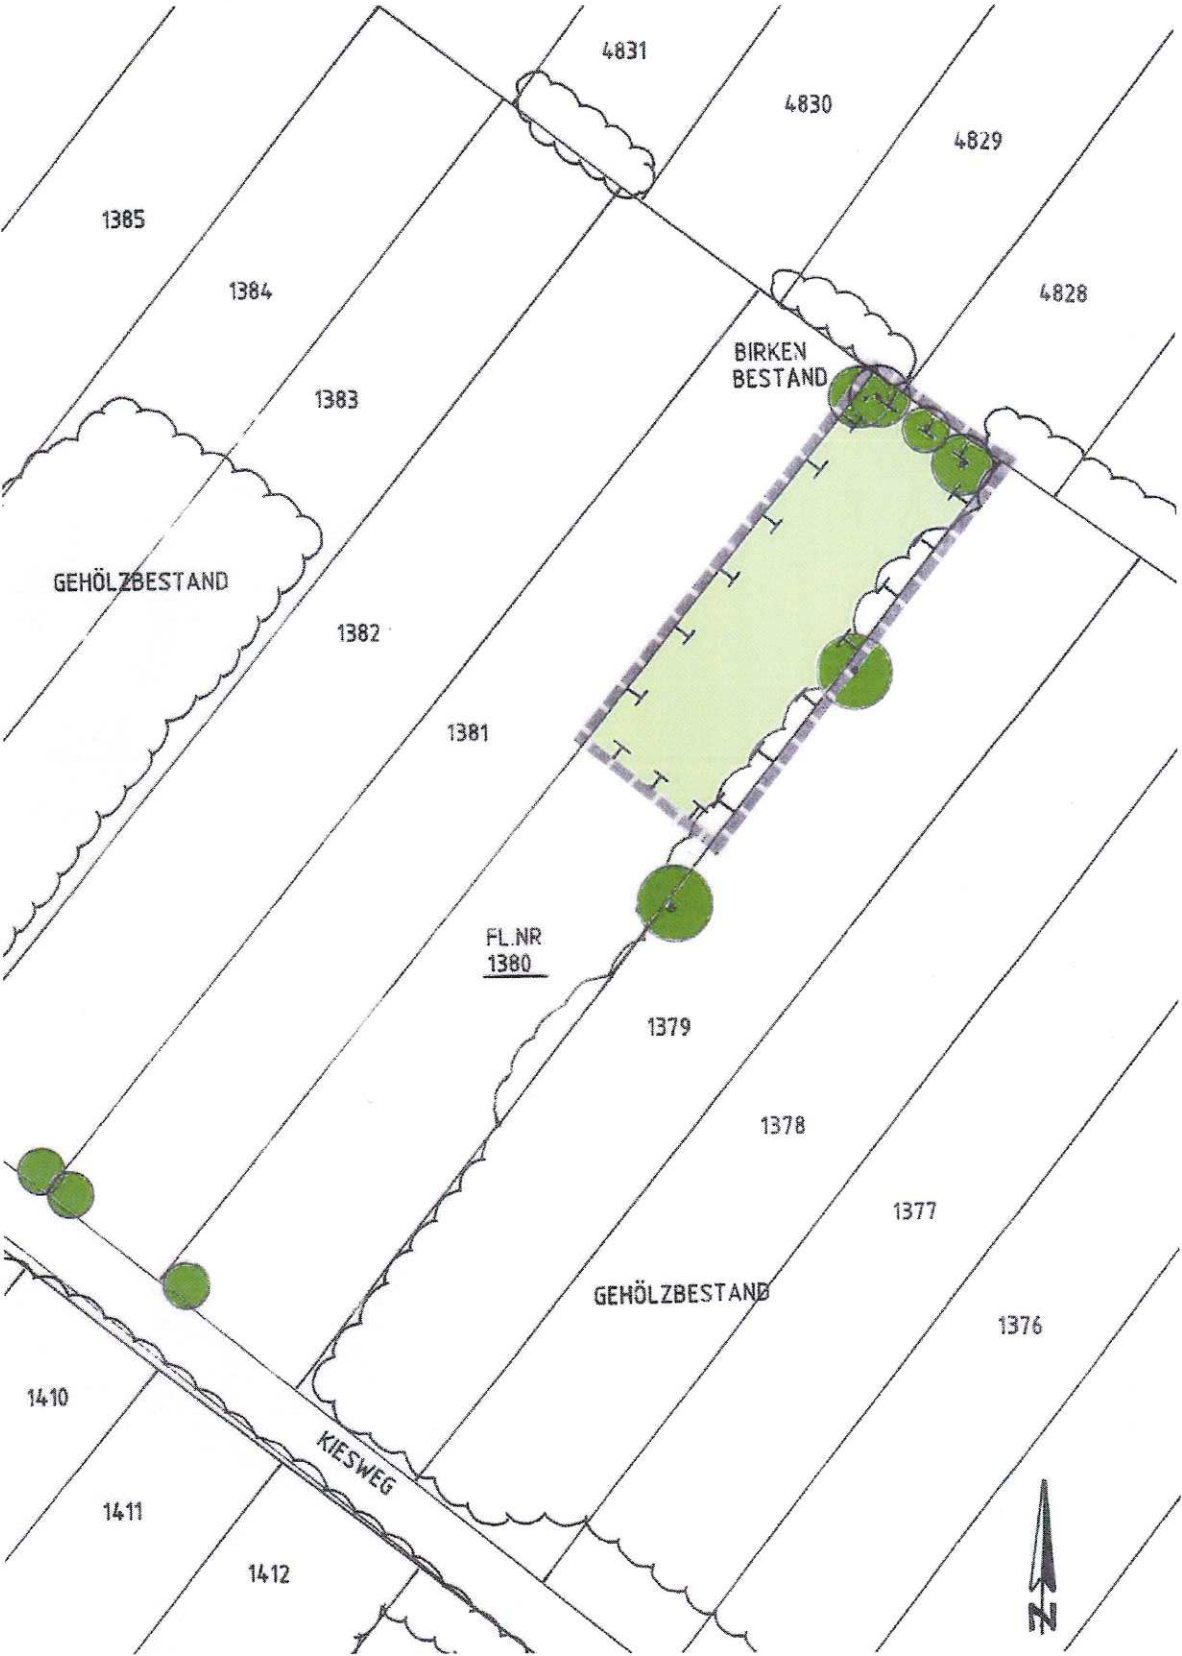 4831
4830
4829
1385
1384
4828
BIRKEN
BESTAND
1383
GEHÖLZBESTAND
1382
1381
FL.NR
1380
1379
1378
1377
GEHÖLZBESTAND
1376
1410
KIESWEG
1411
1412
N